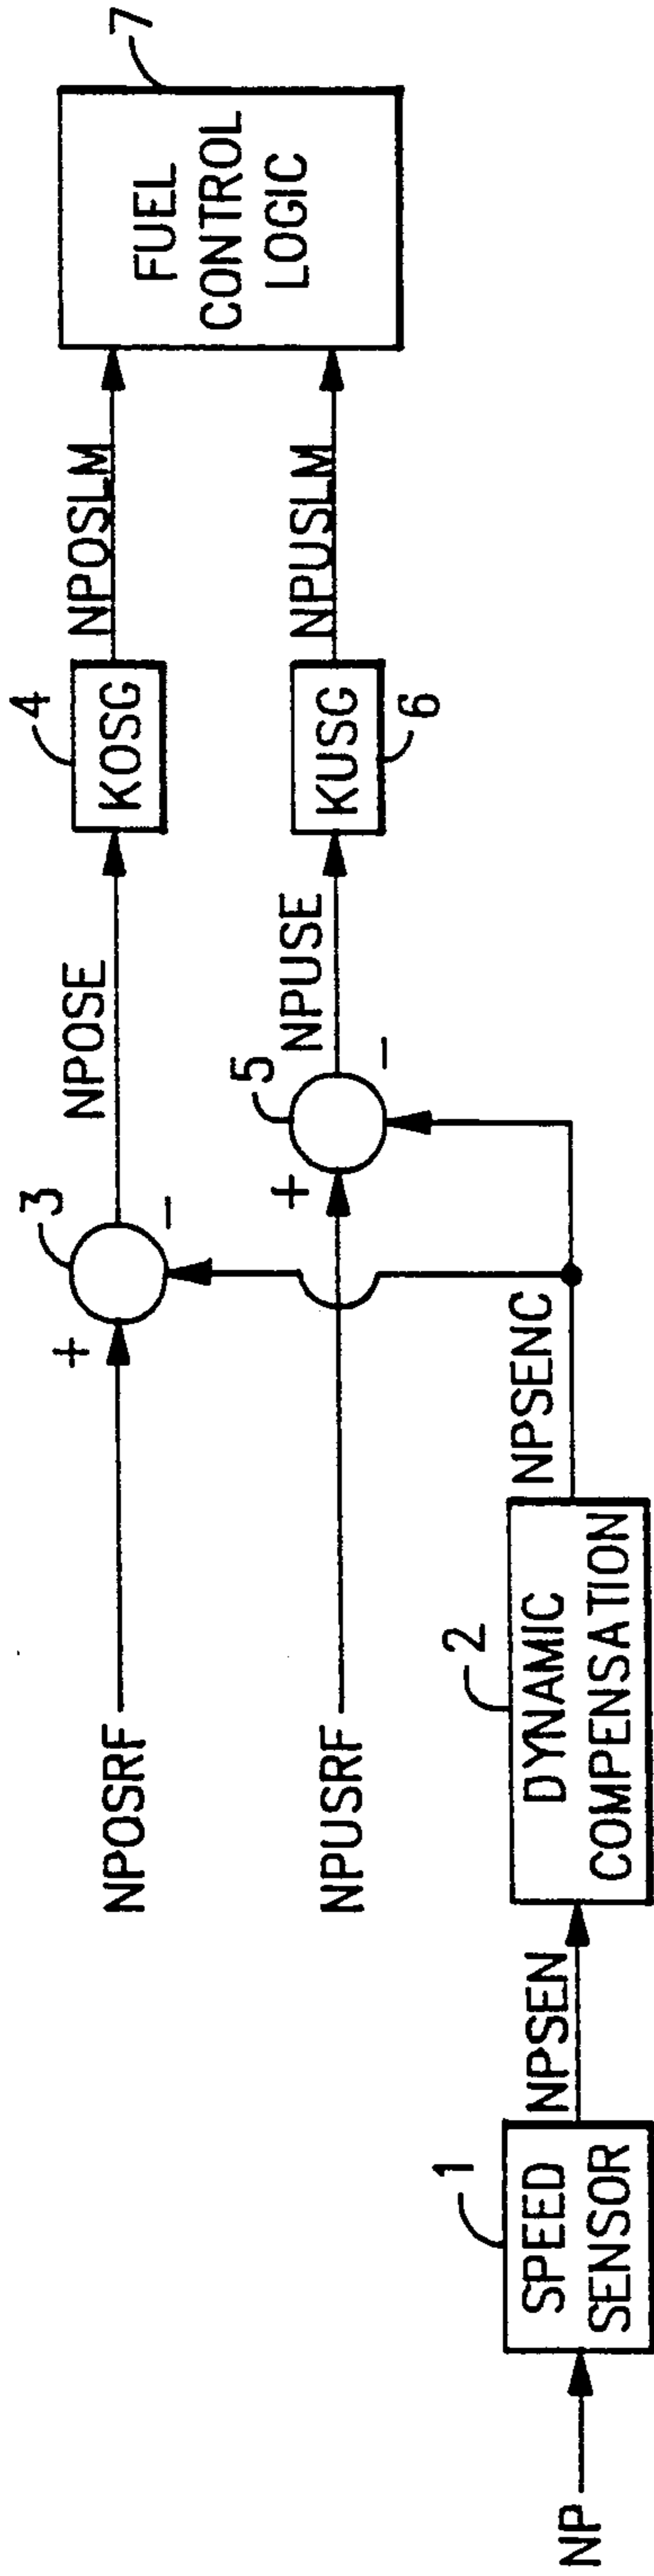 NPOSRF
+
-
3
NPOSE
4
KOSG
NPOSLM
7
FUEL
CONTROL
LOGIC
NPUSRF
+
-
5
NPUSE
6
KUSG
NPUSLM
NP
1
SPEED
SENSOR
NPSEN
2
DYNAMIC
COMPENSATION
NPSENC